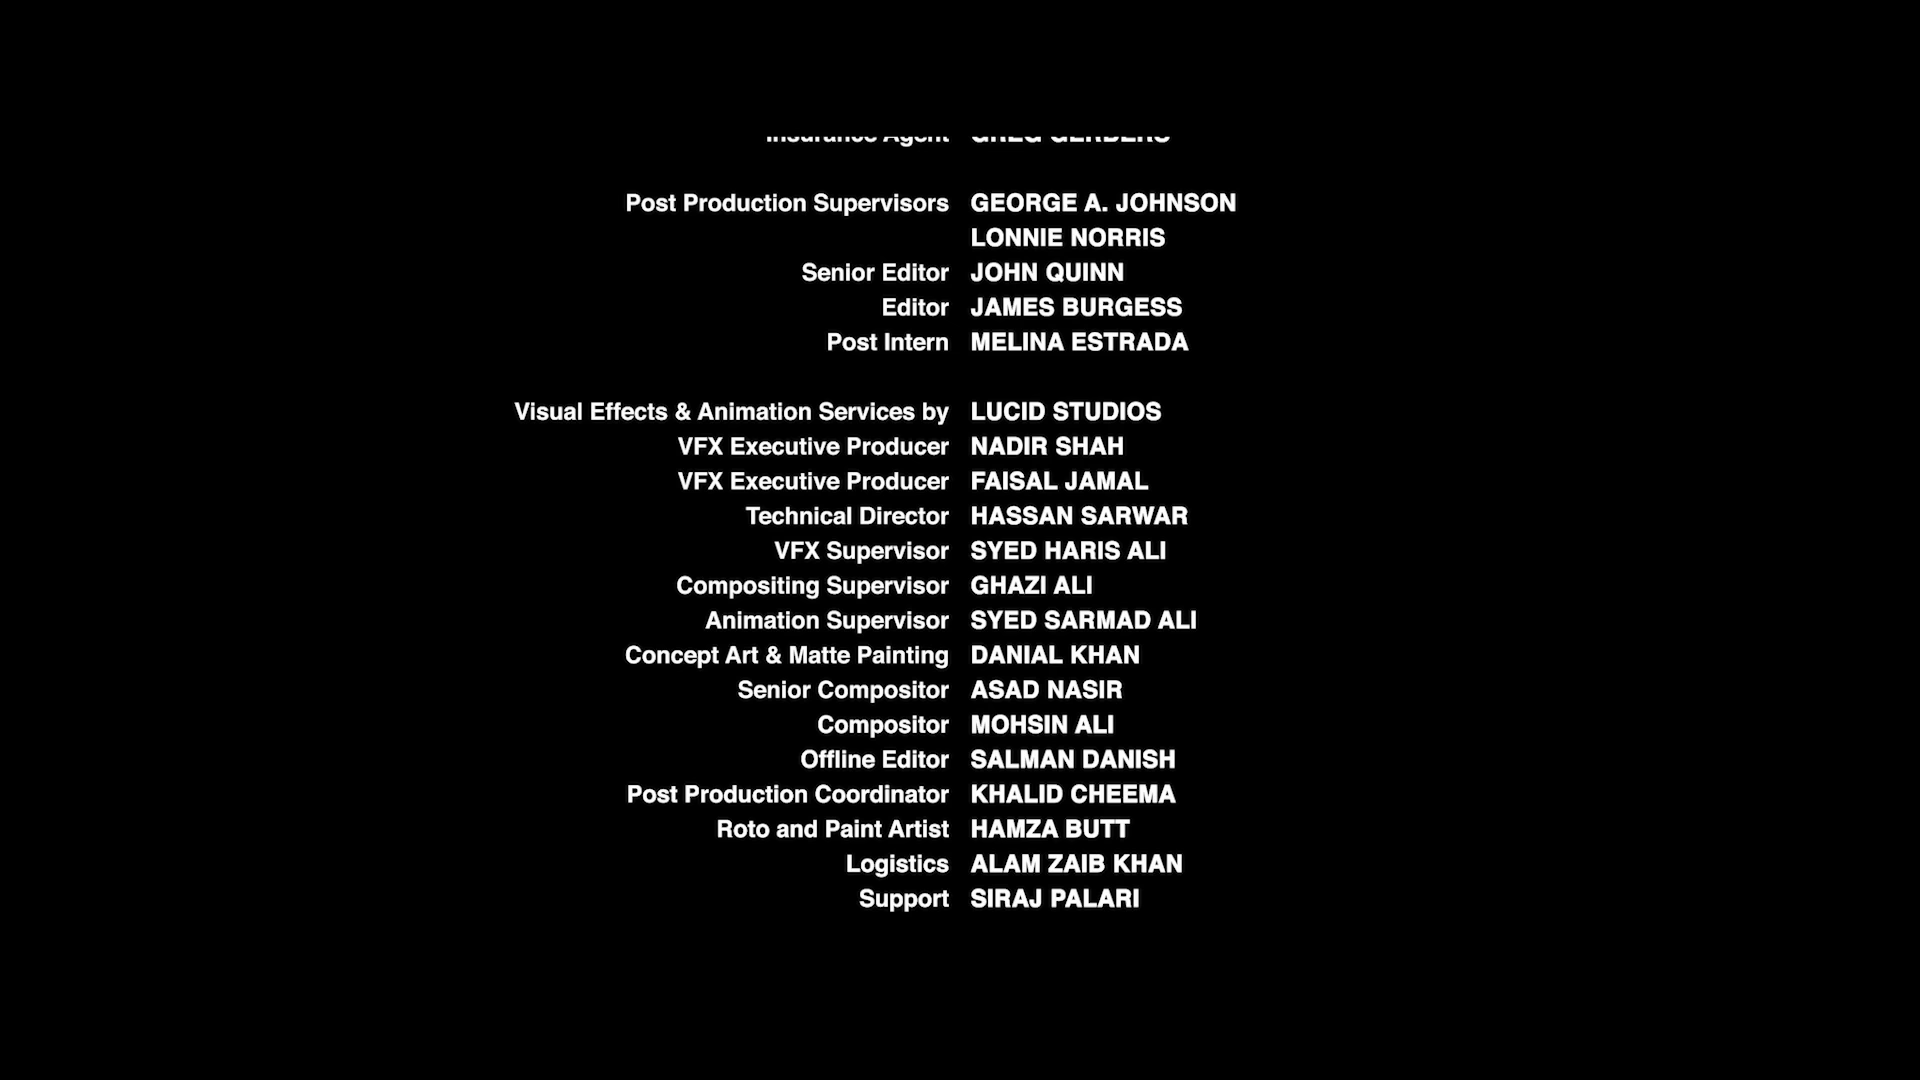 Insurance Agent GREG GERBERS
Post Production Supervisors GEORGE A. JOHNSON
LONNIE NORRIS
Senior Editor JOHN QUINN
Editor JAMES BURGESS
Post Intern MELINA ESTRADA
Visual Effects & Animation Services by LUCID STUDIOS
VFX Executive Producer NADIR SHAH
VFX Executive Producer FAISAL JAMAL
Technical Director HASSAN SARWAR
VFX Supervisor SYED HARIS ALI
Compositing Supervisor GHAZI ALI
Animation Supervisor SYED SARMAD ALI
Concept Art & Matte Painting DANIAL KHAN
Senior Compositor ASAD NASIR
Compositor MOHSIN ALI
Offline Editor SALMAN DANISH
Post Production Coordinator KHALID CHEEMA
Roto and Paint Artist HAMZA BUTT
Logistics ALAM ZAIB KHAN
Support SIRAJ PALARI